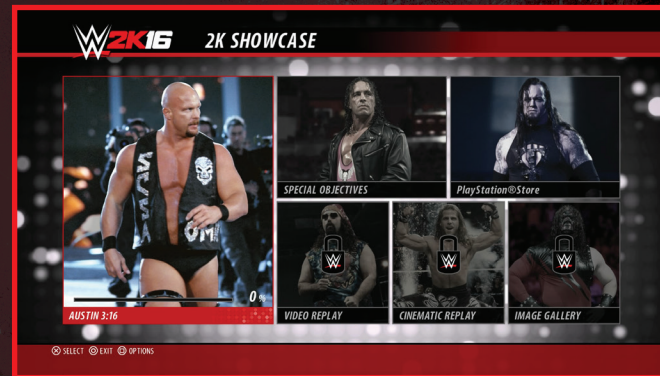 W 2K16
2K SHOWCASE
SPECIAL OBJECTIVES
PlayStation®Store
0%
AUSTIN 3:16
VIDEO REPLAY
CINEMATIC REPLAY
IMAGE GALLERY
SELECT EXIT OPTIONS